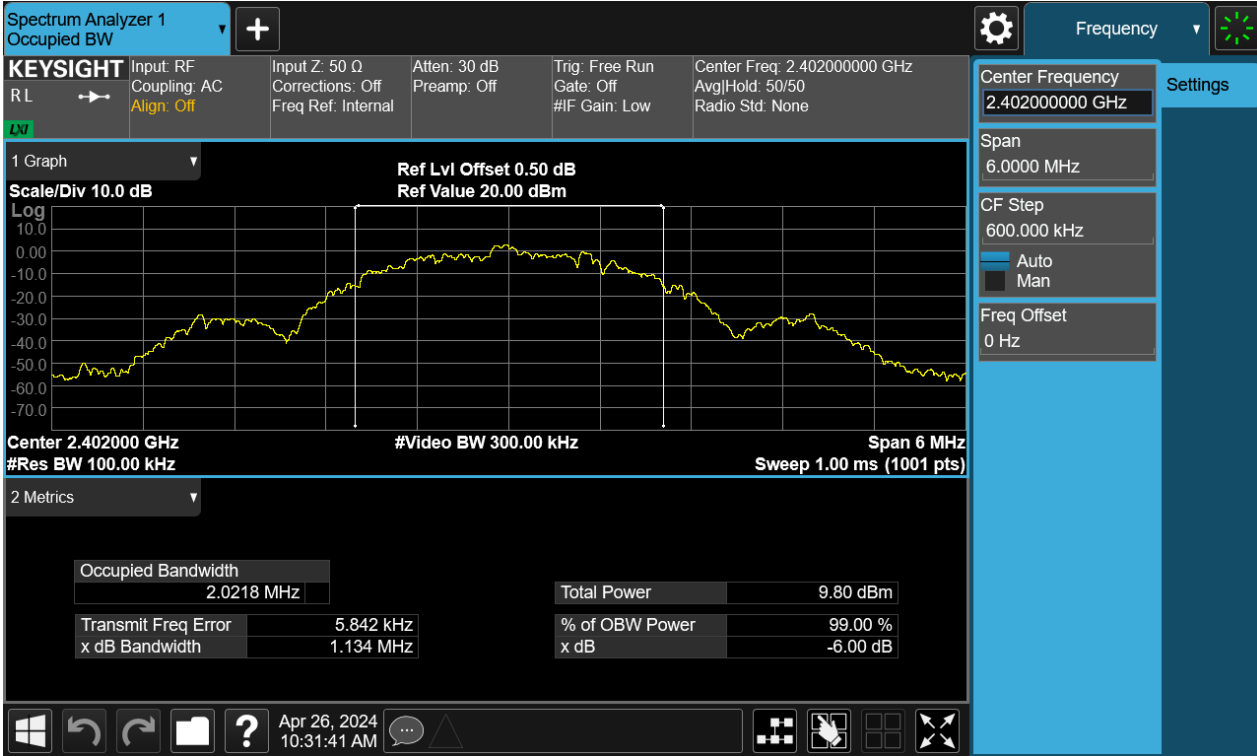 Spectrum Analyzer 1
Occupied BW
Frequency
KEYSIGHT
R L
LXI
Input: RF
Coupling: AC
Align: Off
Input Z: 50 Ω
Corrections: Off
Freq Ref: Internal
Atten: 30 dB
Preamp: Off
Trig: Free Run
Gate: Off
#IF Gain: Low
Center Freq: 2.402000000 GHz
Avg|Hold: 50/50
Radio Std: None
Center Frequency
2.402000000 GHz
Settings
Span
6.0000 MHz
CF Step
600.000 kHz
Auto
Man
Freq Offset
0 Hz
1 Graph
Scale/Div 10.0 dB
Ref Lvl Offset 0.50 dB
Ref Value 20.00 dBm
Log
10.0
0.00
-10.0
-20.0
-30.0
-40.0
-50.0
-60.0
-70.0
Center 2.402000 GHz
#Video BW 300.00 kHz
Span 6 MHz
#Res BW 100.00 kHz
Sweep 1.00 ms (1001 pts)
2 Metrics
Occupied Bandwidth
2.0218 MHz
Total Power 9.80 dBm
Transmit Freq Error 5.842 kHz
% of OBW Power 99.00 %
x dB Bandwidth 1.134 MHz
x dB -6.00 dB
?
Apr 26, 2024
10:31:41 AM